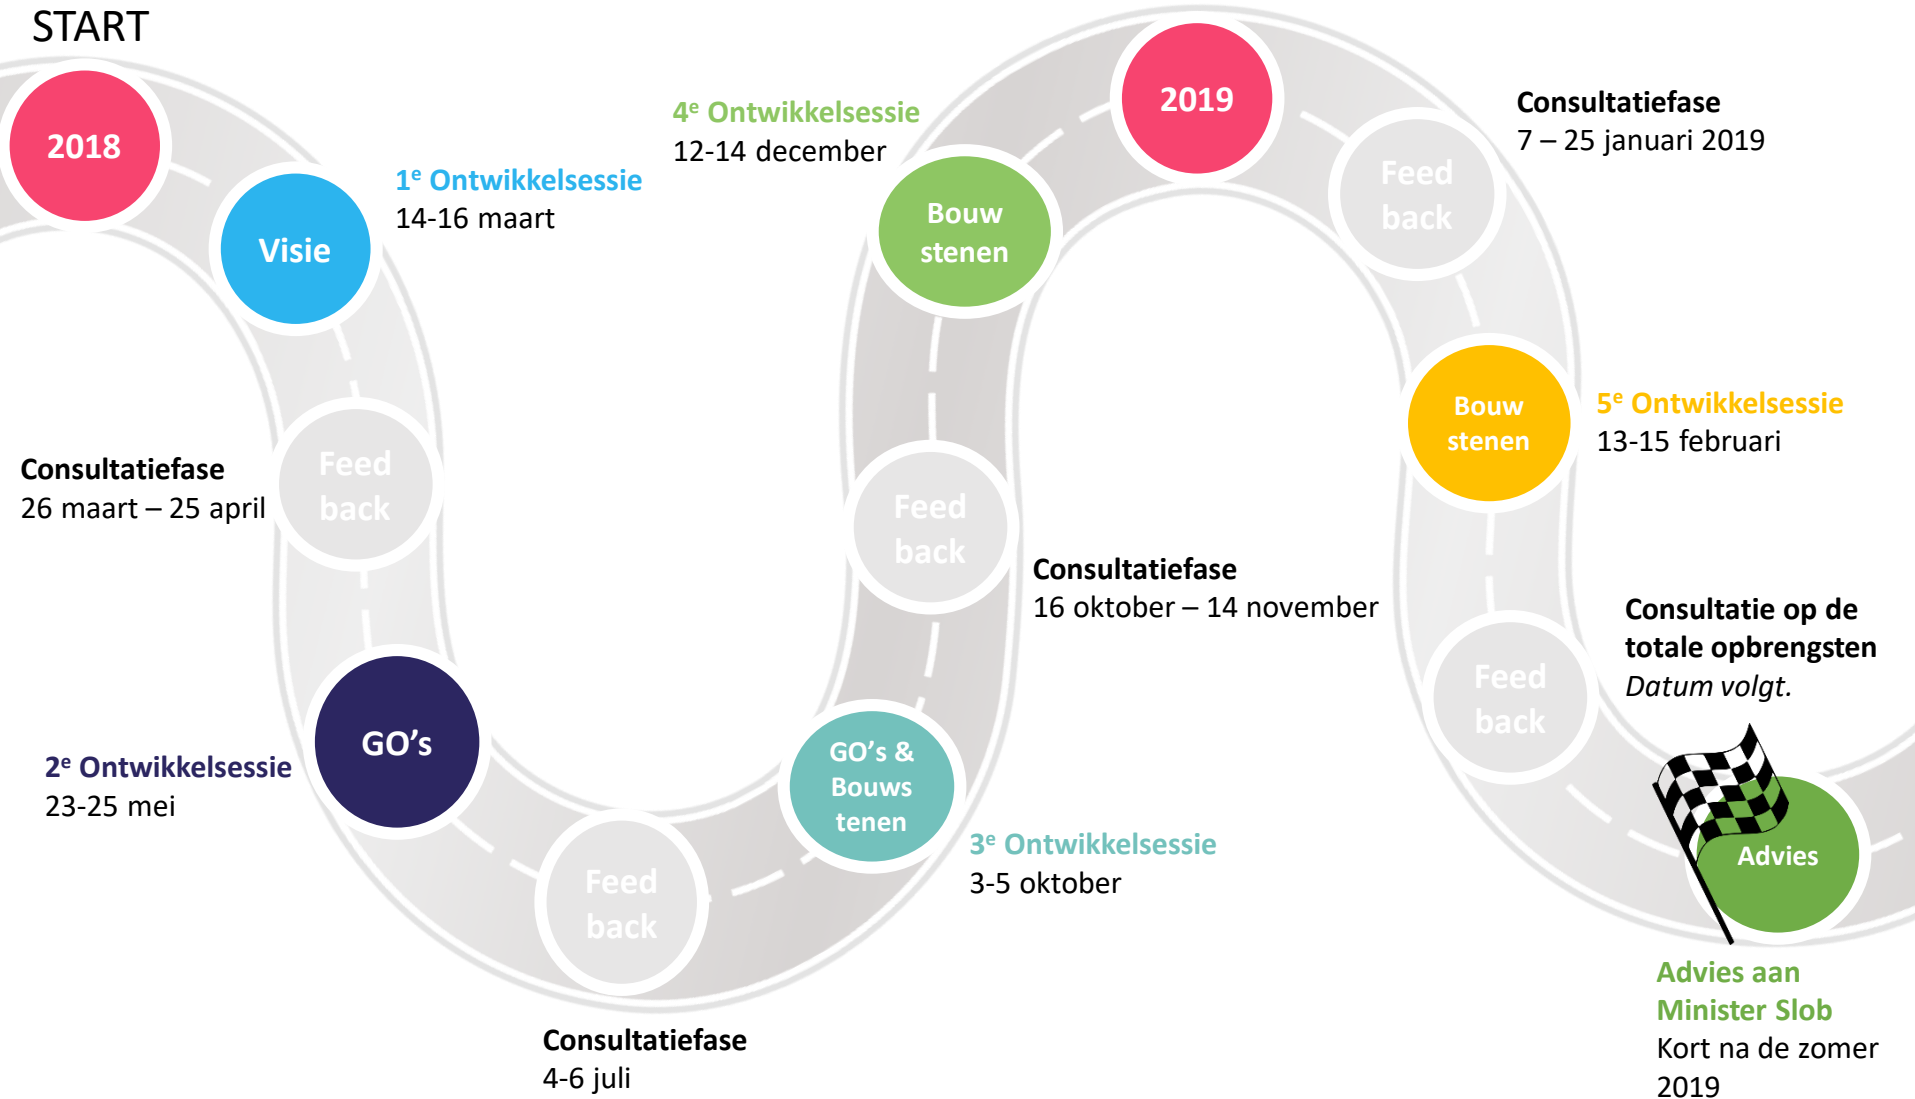 START
2018
Visie
1e Ontwikkelsessie
14-16 maart
Feed
back
Consultatiefase
26 maart – 25 april
GO's
2e Ontwikkelsessie
23-25 mei
Feed
back
Consultatiefase
4-6 juli
GO's &
Bouws
tenen
3e Ontwikkelsessie
3-5 oktober
Feed
back
Consultatiefase
16 oktober – 14 november
4e Ontwikkelsessie
12-14 december
Bouw
stenen
2019
Feed
back
Consultatiefase
7 – 25 januari 2019
Bouw
stenen
5e Ontwikkelsessie
13-15 februari
Feed
back
Consultatie op de
totale opbrengsten
Datum volgt.
Advies
Advies aan
Minister Slob
Kort na de zomer
2019